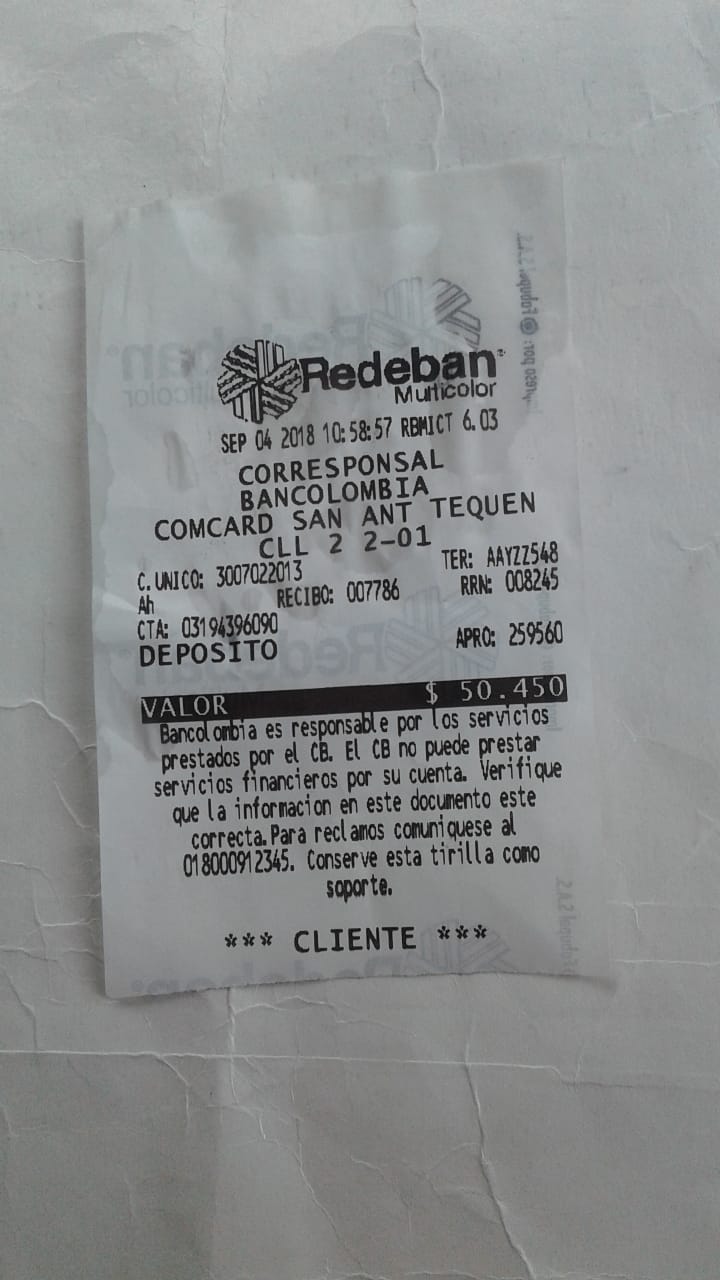 Redeban
Multicolor
SEP 04 2018 10:58:57 RBMICT 6.03
CORRESPONSAL
BANCOLOMBIA
COMCARD SAN ANT TEQUEN
CLL 2 2-01
C. UNICO: 3007022013 TER: AAYZZ548
Ah RECIBO: 007786 RRN: 008245
CTA: 03194396090
DEPOSITO APRO: 259560
VALOR $ 50.450
Bancolombia es responsable por los servicios
prestados por el CB. El CB no puede prestar
servicios financieros por su cuenta. Verifique
que la informacion en este documento este
correcta.Para reclamos comuniquese al
018000912345. Conserve esta tirilla como
soporte.
*** CLIENTE ***